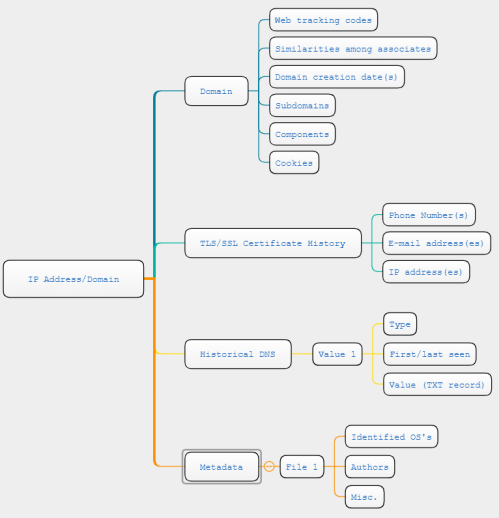 Web tracking codes
Similarities among associates
Domain
Domain creation date(s)
Subdomains
Components
Cookies
Phone Number(s)
TLS/SSL Certificate History
E-mail address(es)
IP address(es)
IP Address/Domain
Type
Historical DNS
Value 1
First/last seen
Value (TXT record)
Identified OS's
Metadata
File 1
Authors
Misc.